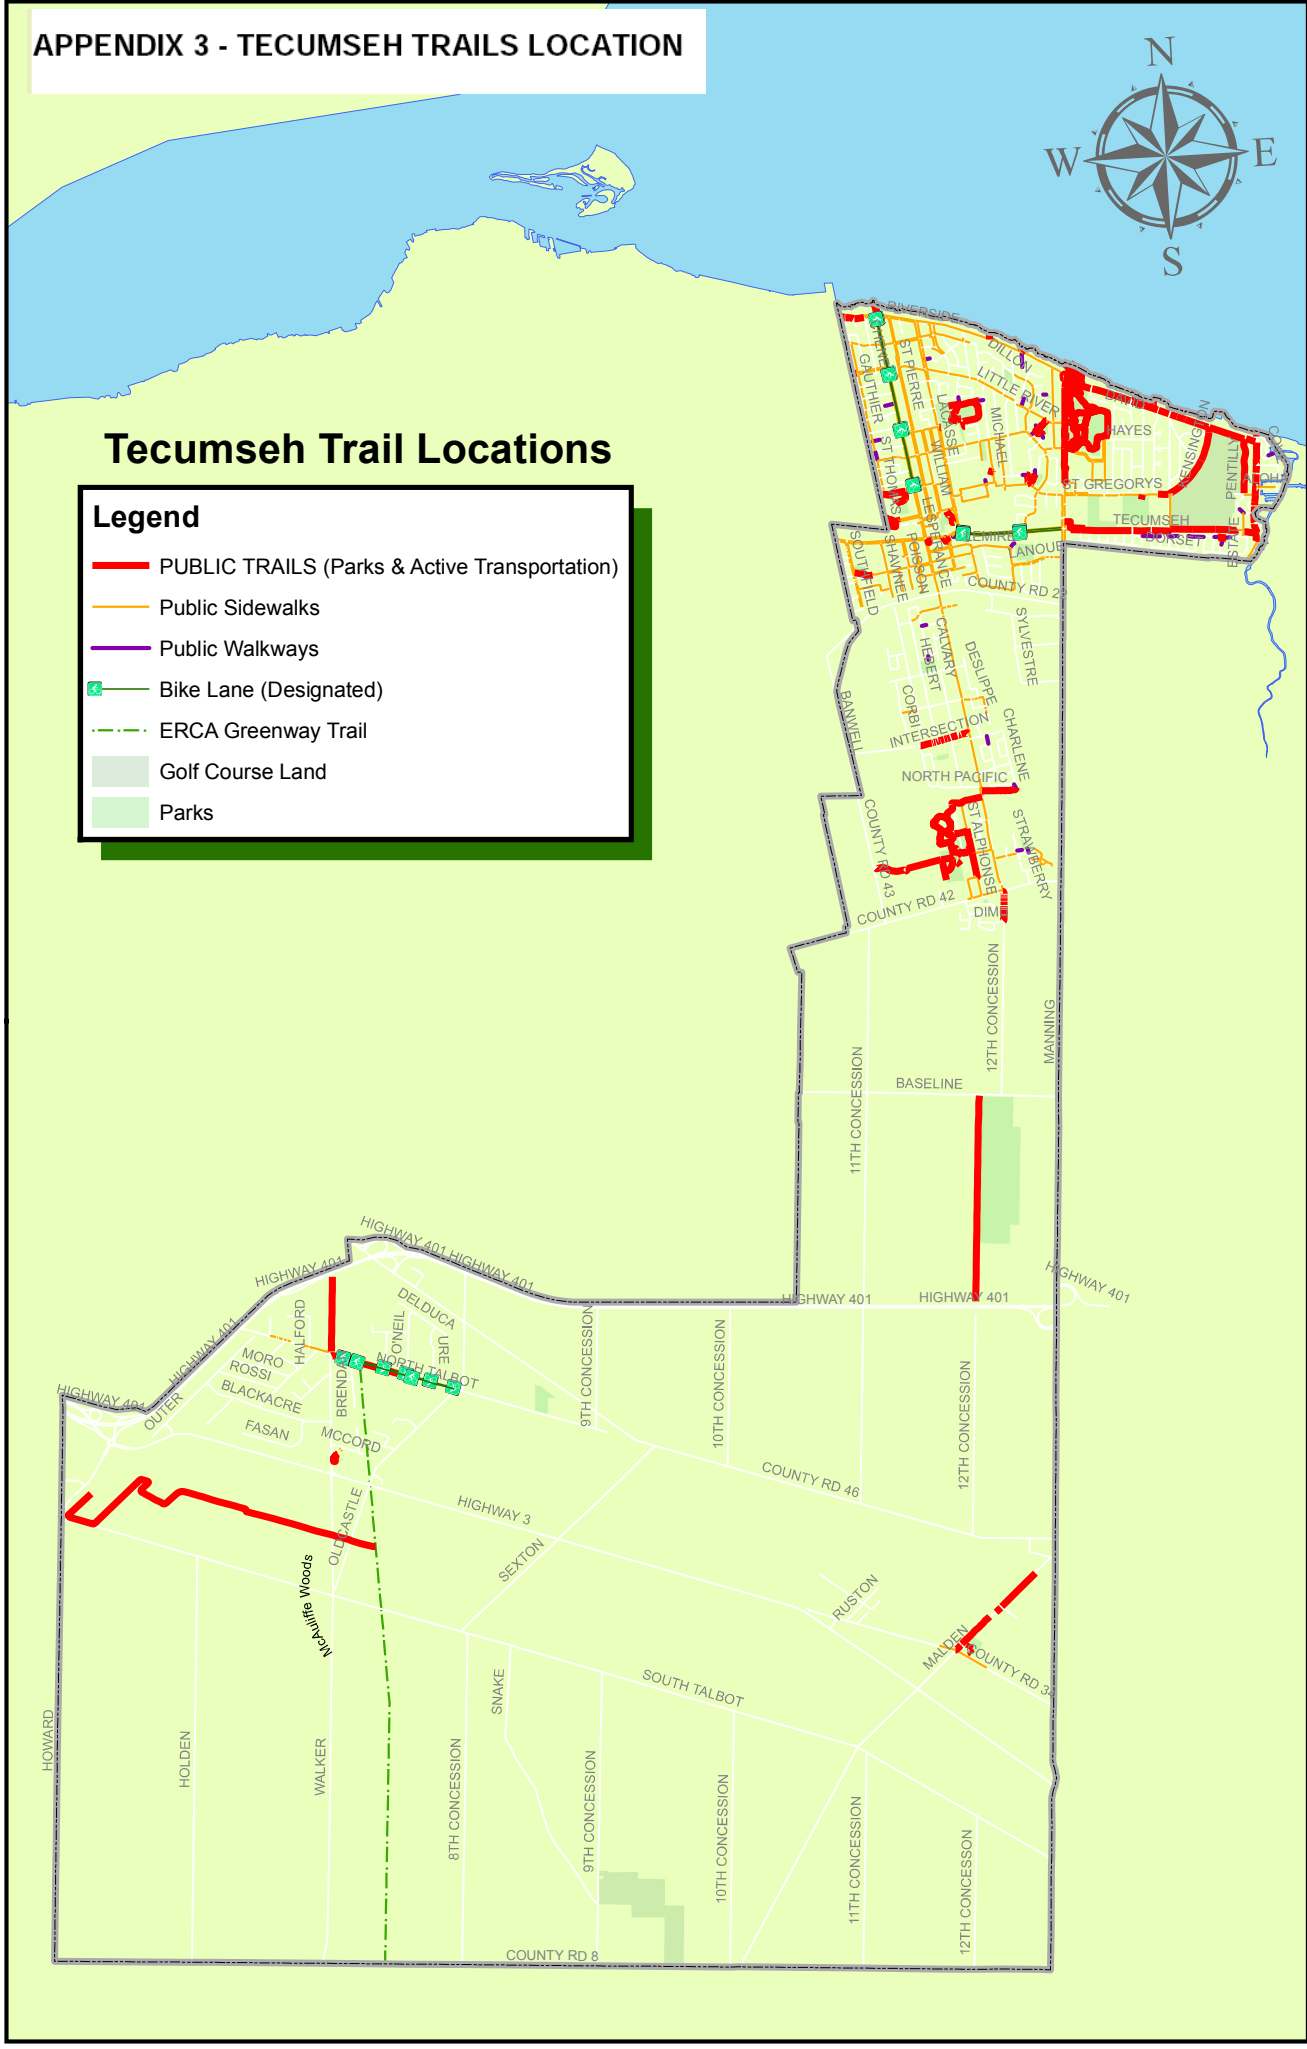 APPENDIX 3 - TECUMSEH TRAILS LOCATION
N
W
E
S
Tecumseh Trail Locations
Legend
PUBLIC TRAILS (Parks & Active Transportation)
Public Sidewalks
Public Walkways
Bike Lane (Designated)
ERCA Greenway Trail
Golf Course Land
Parks
RIVERSIDE
ST PIERRE
GAUTHIER
DILLON
LITTLE RIVER
LACASSE
MICHAEL
WILLIAM
HAYES
KENSINGTON
PENTILLY
ST GREGORYS
ST THOMAS
LESPERANCE
TECUMSEH
DORSET
ESTATE
LANOUE
SOUTHFIELD
SHAWNEE
POISSON
COUNTY RD 22
SYLVESTRE
CALVARY
HEBERT
DESLIPPE
CORBI
BANWELL
INTERSECTION
CHARLENE
NORTH PACIFIC
COUNTY RD 43
ST ALPHONSE
STRAWBERRY
COUNTY RD 42
12TH CONCESSION
MANNING
11TH CONCESSION
BASELINE
HIGHWAY 401
HIGHWAY 401
HIGHWAY 401
HIGHWAY 401
HIGHWAY 401
HIGHWAY 401
HIGHWAY 401
HIGHWAY 401
HALFORD
DELDUCA
O'NEIL
URE
NORTH TALBOT
MORO
ROSSI
BLACKACRE
OUTER
FASAN
MCCORD
9TH CONCESSION
10TH CONCESSION
12TH CONCESSION
COUNTY RD 46
HIGHWAY 3
OLDCASTLE
SEXTON
McAuliffe Woods
RUSTON
MALDEN
COUNTY RD 34
SOUTH TALBOT
SNAKE
HOWARD
HOLDEN
WALKER
8TH CONCESSION
9TH CONCESSION
10TH CONCESSION
11TH CONCESSION
12TH CONCESSON
COUNTY RD 8